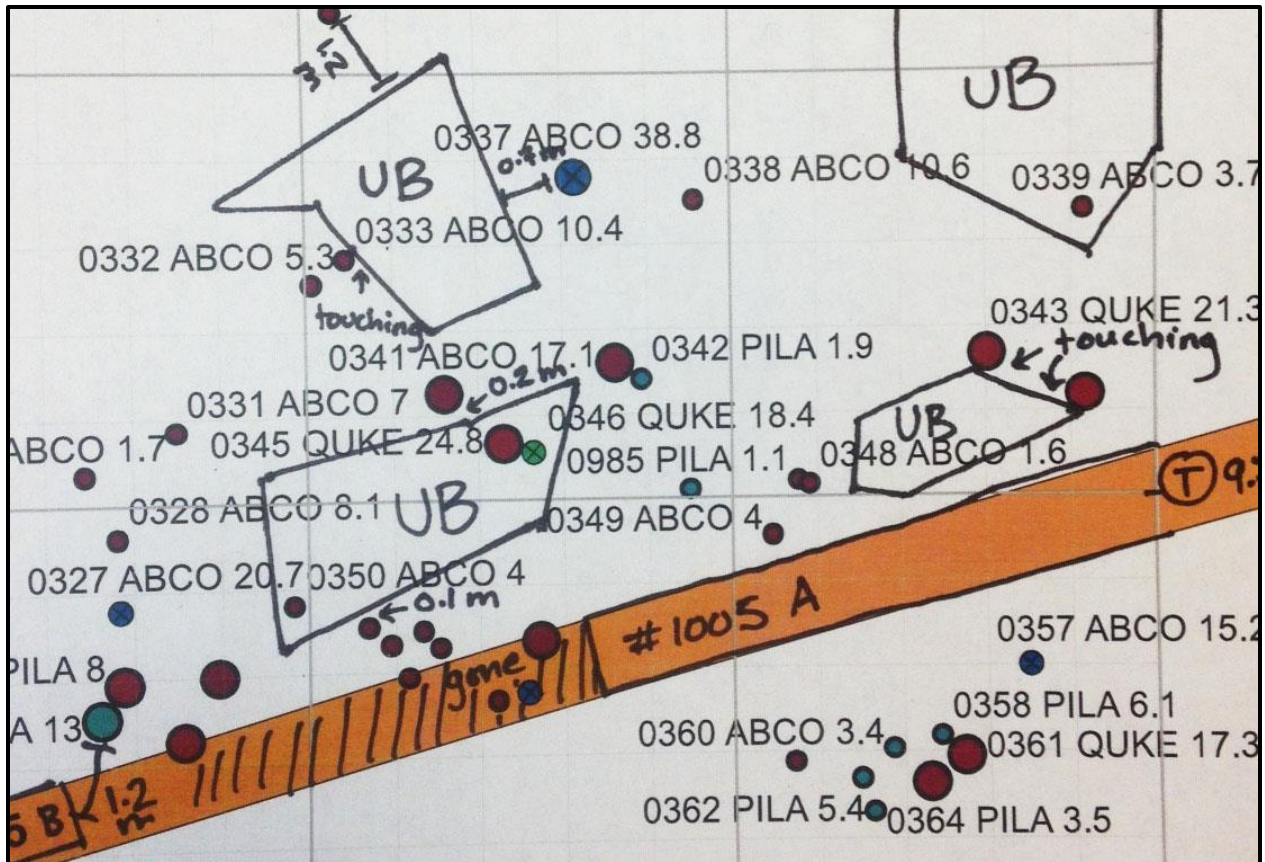 3.2
UB
0337 ABCO 38.8
0.4m
UB
0338 ABCO 10.6
0339 ABCO 3.7
0333 ABCO 10.4
0332 ABCO 5.3
touching
0343 QUKE 21.3
touching
0341 ABCO 17.1
0342 PILA 1.9
0.2 m
0331 ABCO 7
0346 QUKE 18.4
UB
ABCO 1.7
0345 QUKE 24.8
0985 PILA 1.1
0348 ABCO 1.6
T
0328 ABCO 8.1
UB
0349 ABCO 4
0327 ABCO 20.7
0350 ABCO 4
0.1 m
#1005 A
0357 ABCO 15.2
PILA 8
gone
0358 PILA 6.1
A 13
0360 ABCO 3.4
0361 QUKE 17.3
1.2
m
0362 PILA 5.4
0364 PILA 3.5
5 B